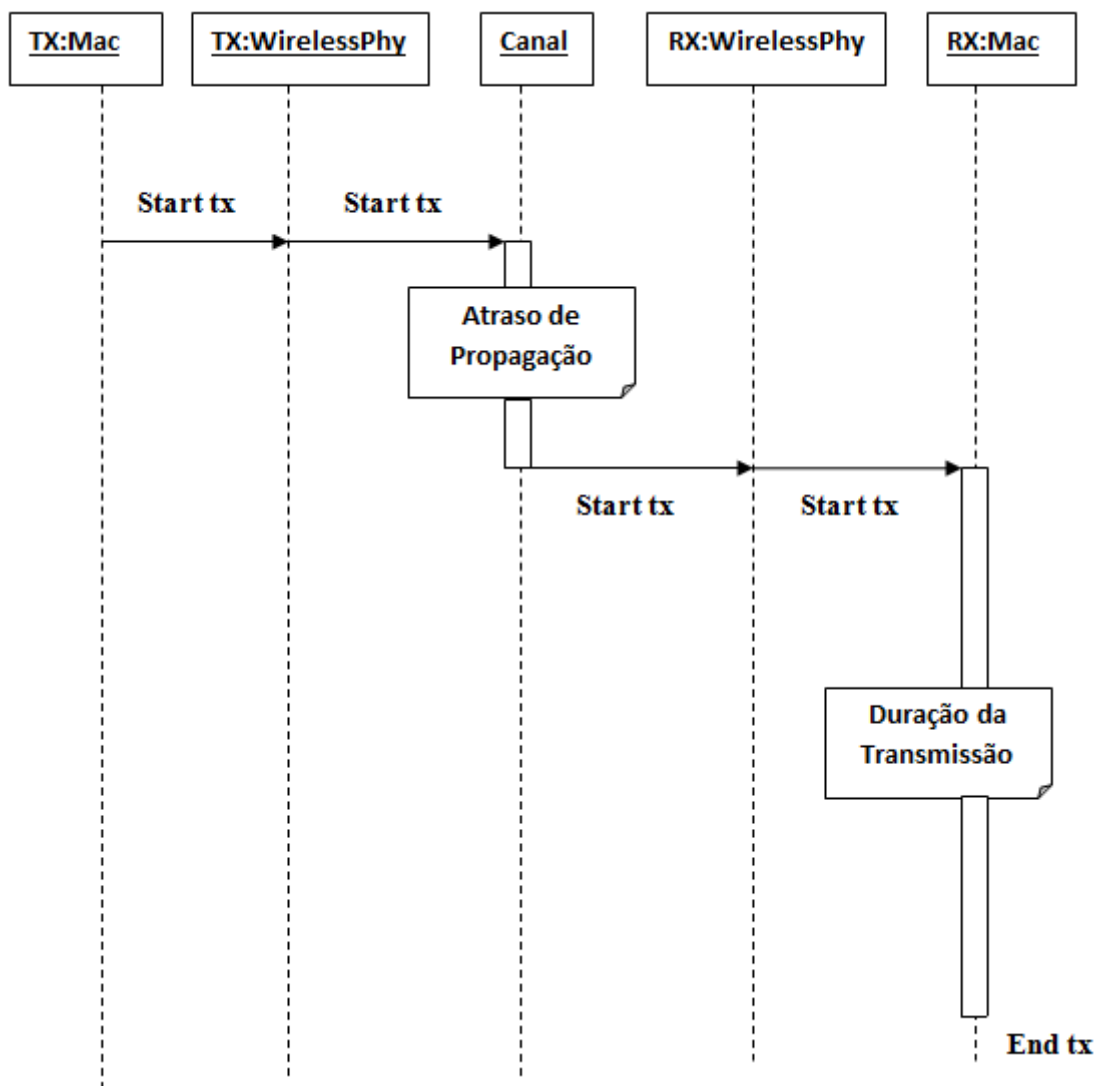 TX:Mac
TX:WirelessPhy
Canal
RX:WirelessPhy
RX:Mac
Start tx
Start tx
Atraso de
Propagação
Start tx
Start tx
Duração da
Transmissão
End tx